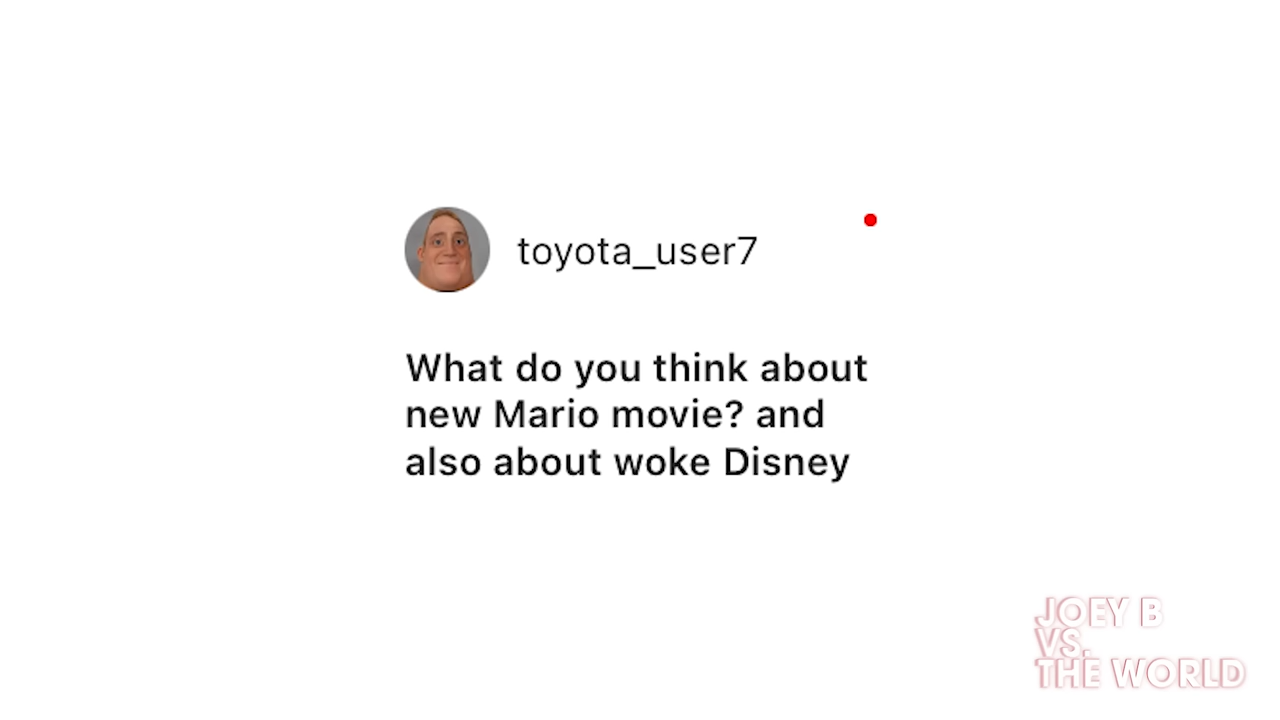 toyota_user7
What do you think about
new Mario movie? and
also about woke Disney
JOEY B
VS.
THE WORLD